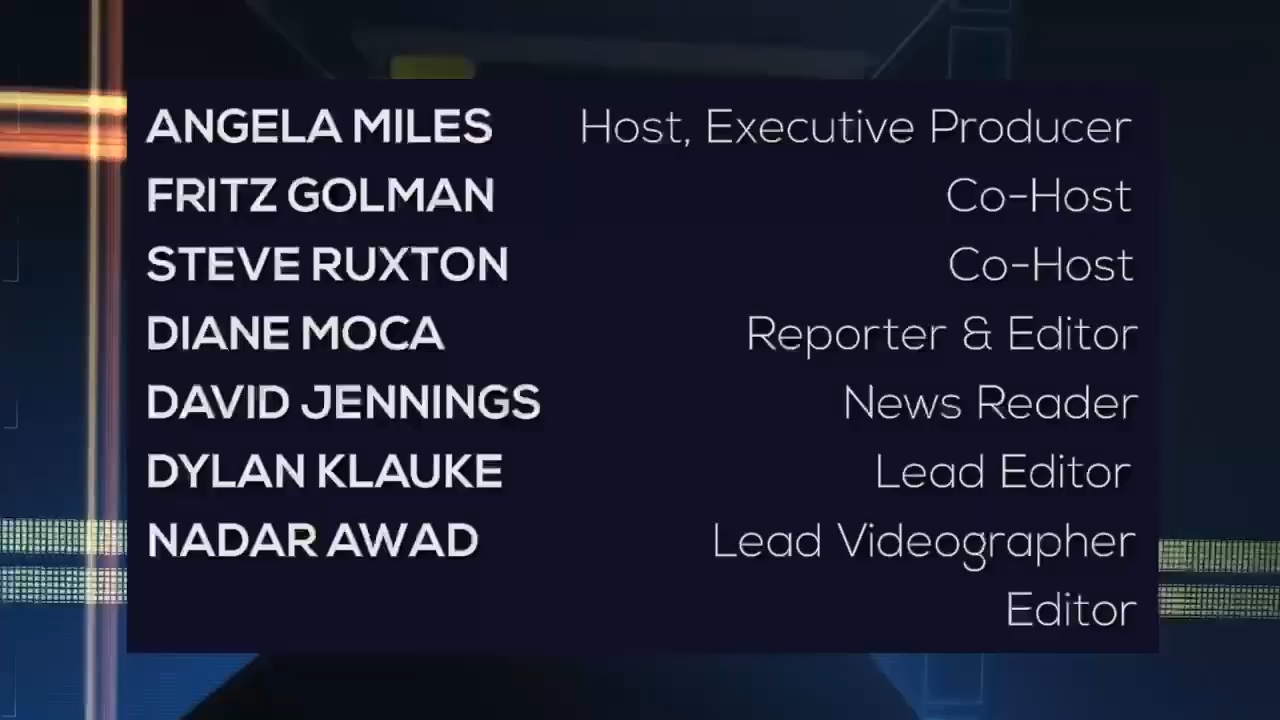 ANGELA MILES Host, Executive Producer
FRITZ GOLMAN Co-Host
STEVE RUXTON Co-Host
DIANE MOCA Reporter & Editor
DAVID JENNINGS News Reader
DYLAN KLAUKE Lead Editor
NADAR AWAD Lead Videographer
Editor